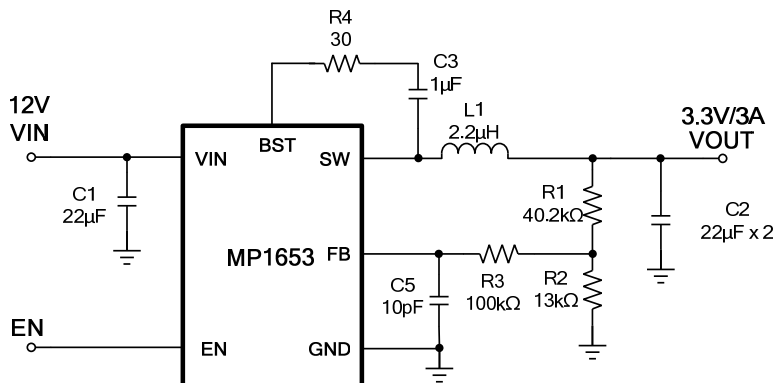 R4
30
C3
1µF
12V
VIN
L1
2.2µH
3.3V/3A
VOUT
BST
VIN
SW
C1
22µF
R1
40.2kΩ
C2
22µF x 2
MP1653
FB
R3
100kΩ
C5
10pF
R2
13kΩ
EN
EN
GND